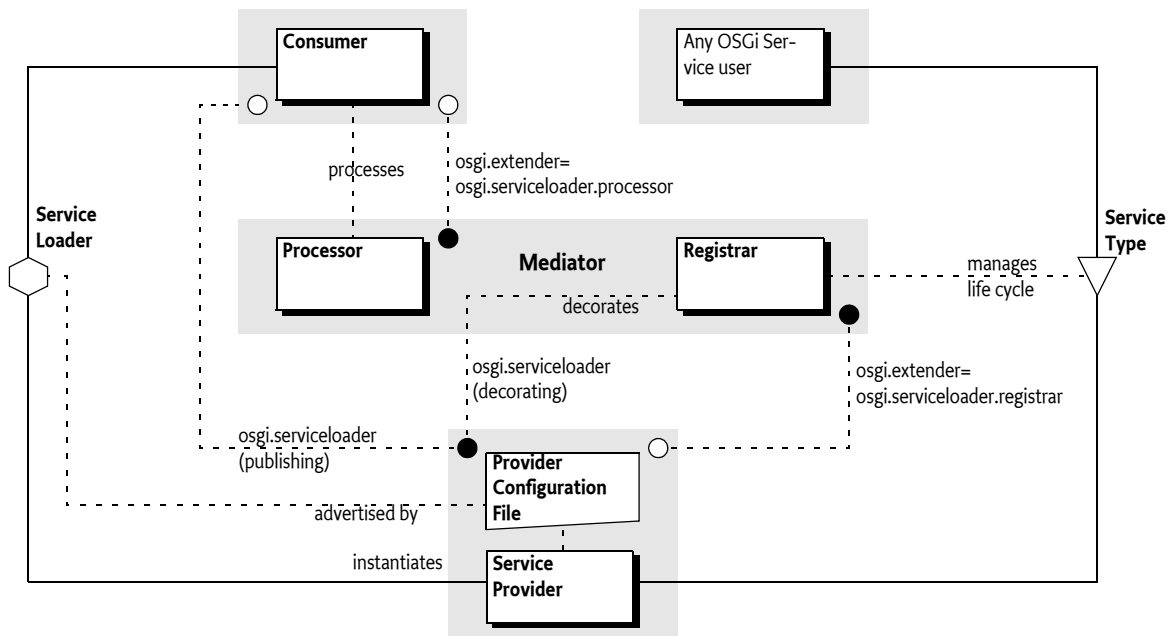 Consumer
Any OSGi Ser-
vice user
processes
osgi.extender=
osgi.serviceloader.processor
Service
Loader
Service
Type
Processor
Mediator
Registrar
manages
life cycle
decorates
osgi.serviceloader
(decorating)
osgi.extender=
osgi.serviceloader.registrar
osgi.serviceloader
(publishing)
Provider
Configuration
File
advertised by
instantiates
Service
Provider